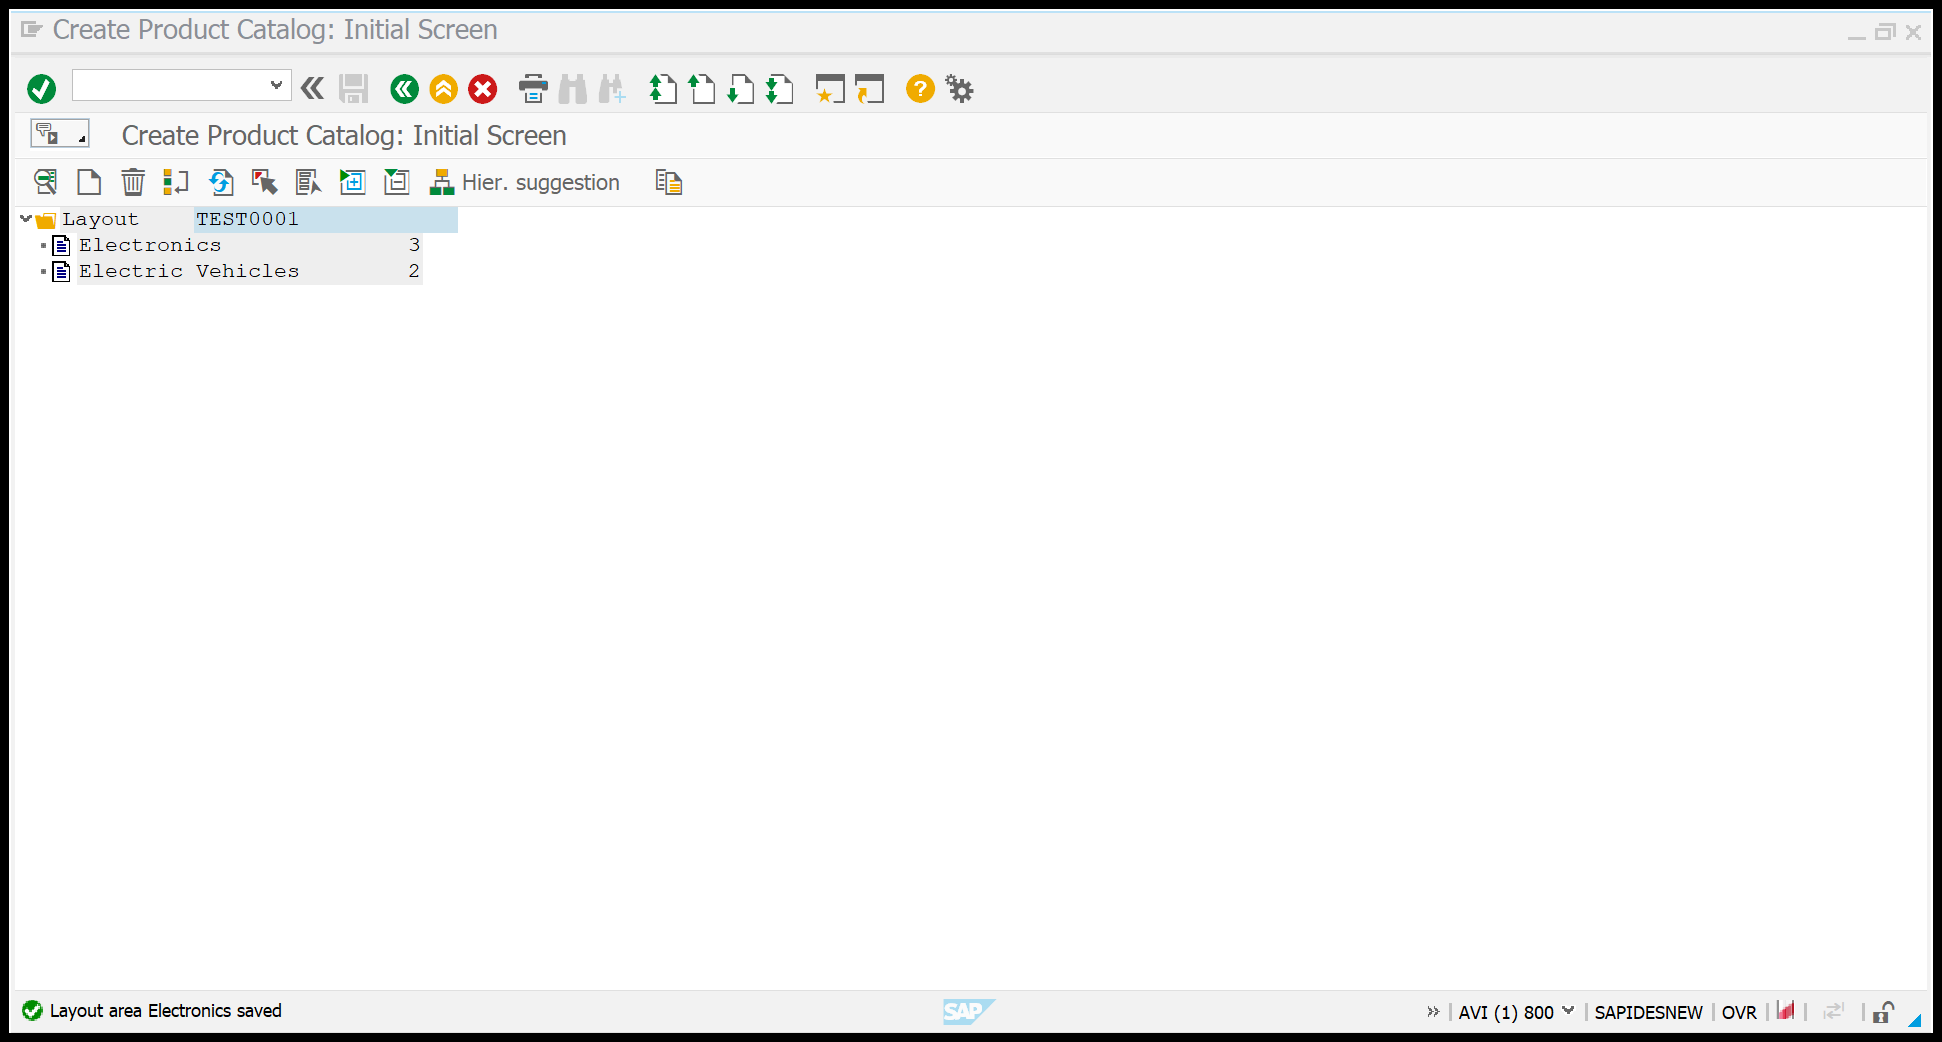 Create Product Catalog: Initial Screen
Create Product Catalog: Initial Screen
Hier. suggestion
Layout TEST0001
Electronics 3
Electric Vehicles 2
Layout area Electronics saved
SAP
AVI (1) 800
SAPIDESNEW
OVR